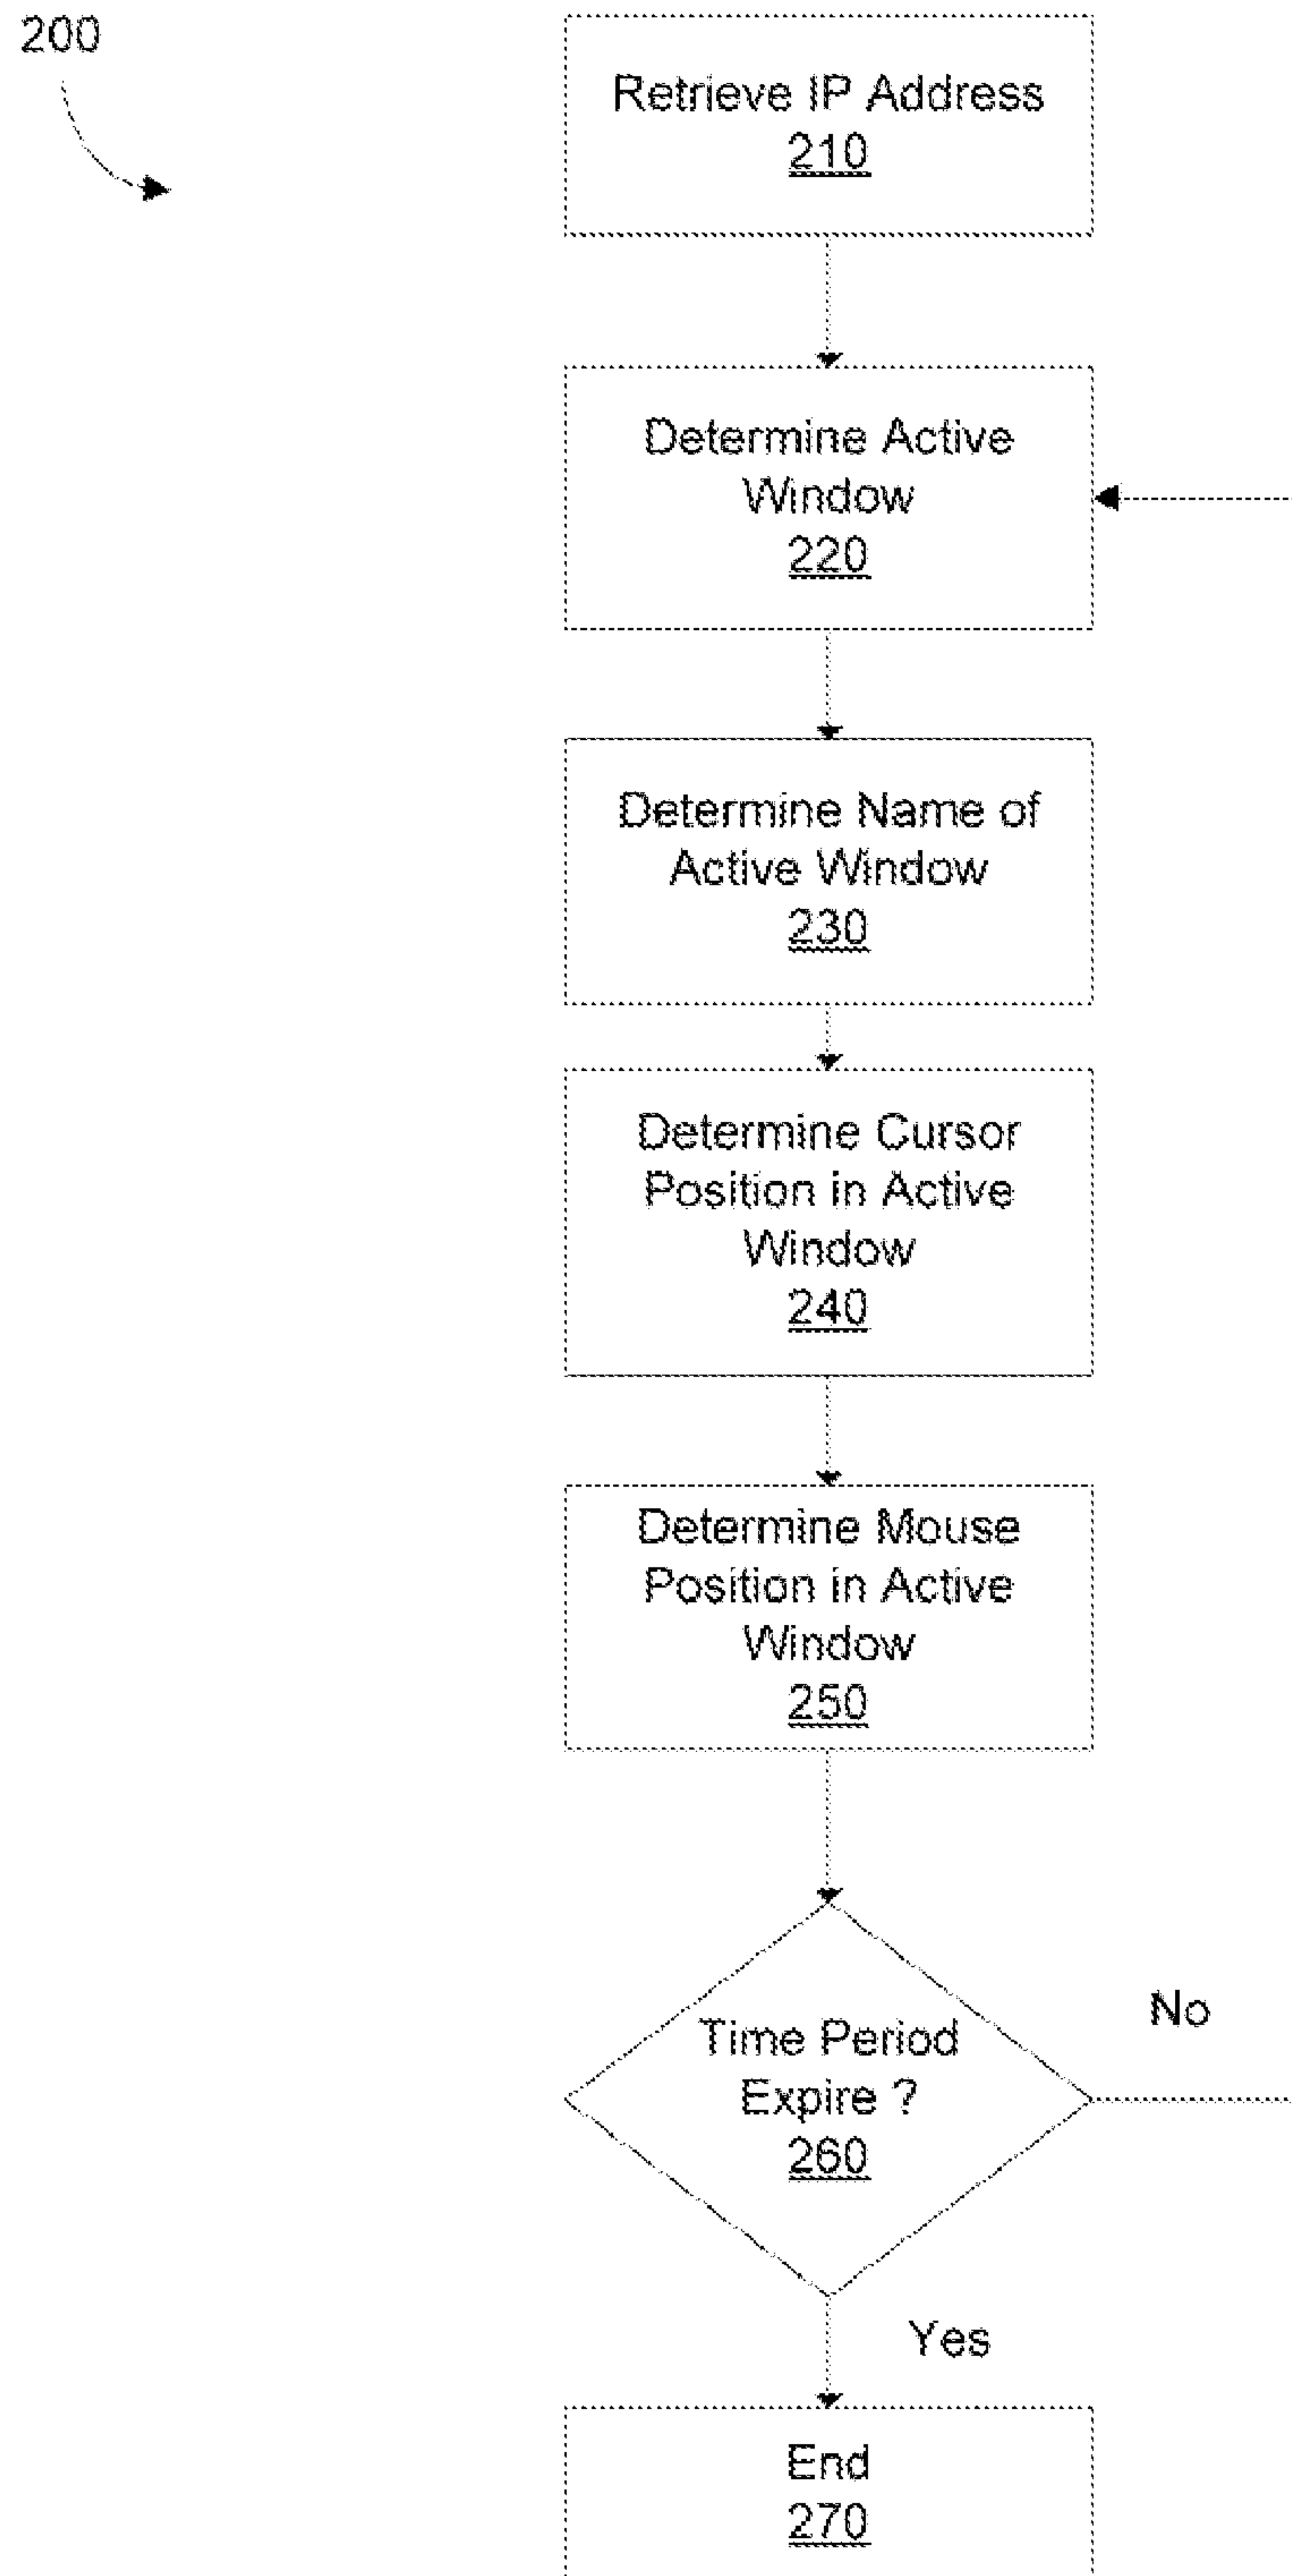 200
Retrieve IP Address
210
Determine Active
Window
220
Determine Name of
Active Window
230
Determine Cursor
Position in Active
Window
240
Determine Mouse
Position in Active
Window
250
Time Period
Expire ?
260
No
Yes
End
270